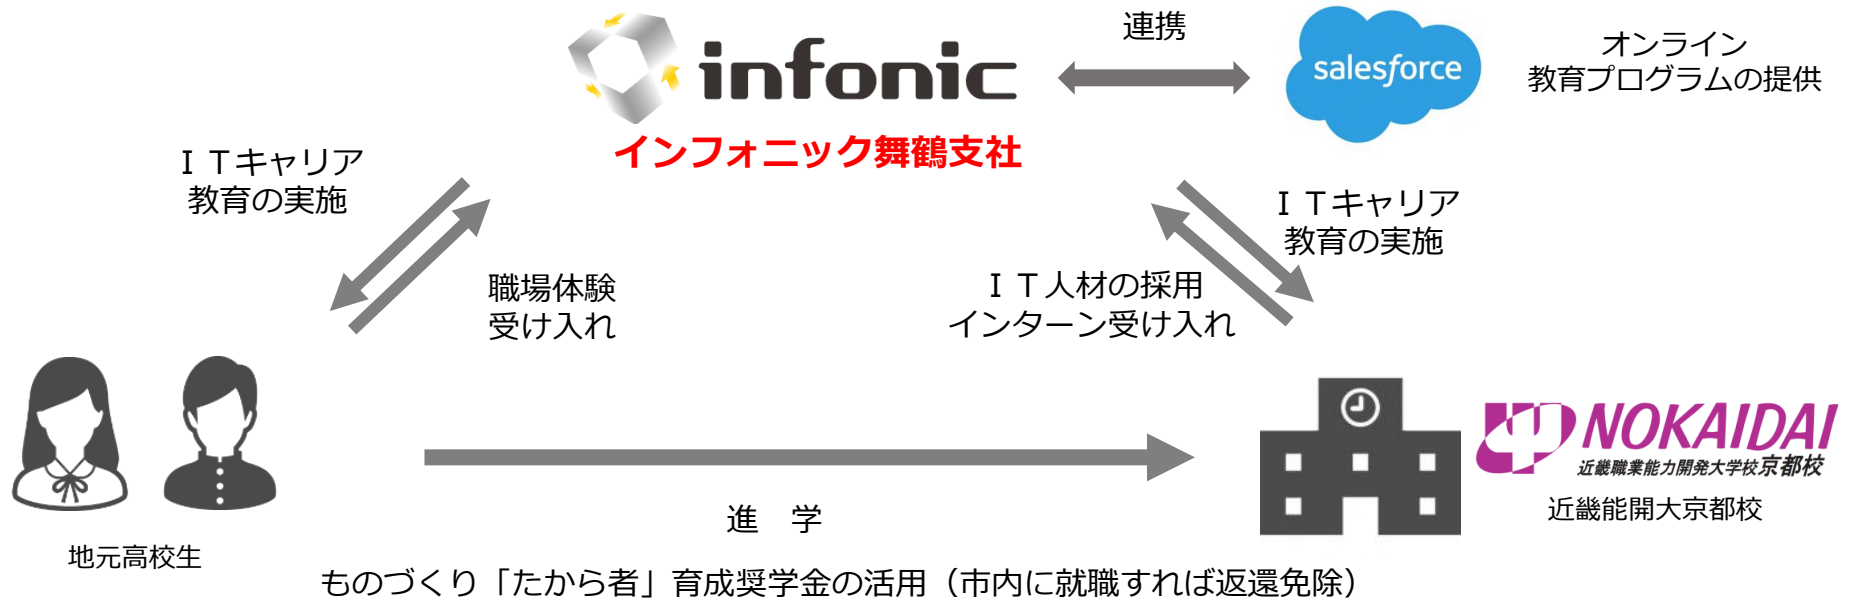 infonic
連携
salesforce
オンライン
教育プログラムの提供
インフォニック舞鶴支社
ＩＴキャリア
教育の実施
ＩＴキャリア
教育の実施
職場体験
受け入れ
ＩＴ人材の採用
インターン受け入れ
NOKAIDAI
近畿職業能力開発大学校京都校
近畿能開大京都校
進　学
地元高校生
ものづくり「たから者」育成奨学金の活用（市内に就職すれば返還免除）